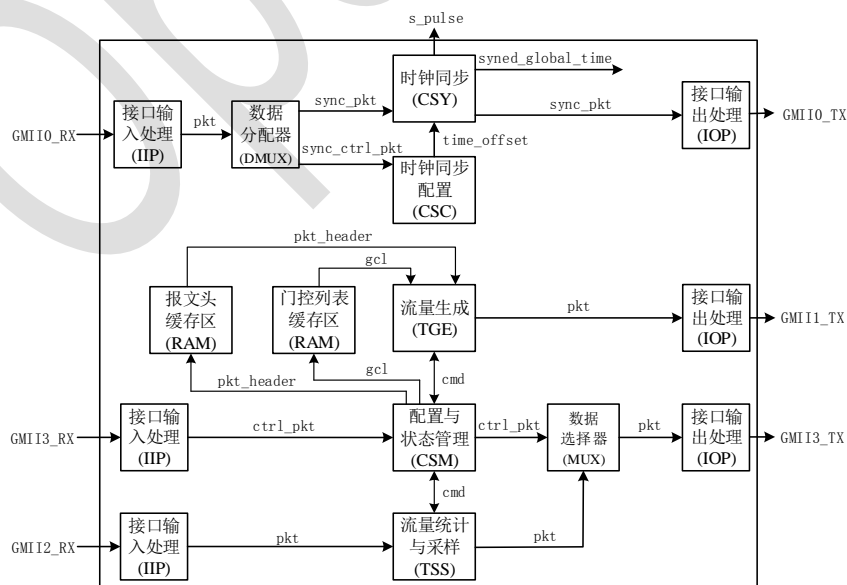 s_pulse
时钟同步
(CSY)
syned_global_time
sync_pkt
sync_pkt
接口输
出处理
(IOP)
GMII0_TX
GMII0_RX
接口输
入处理
(IIP)
pkt
数据
分配器
(DMUX)
sync_ctrl_pkt
time_offset
时钟同步
配置
(CSC)
pkt_header
gcl
报文头
缓存区
(RAM)
门控列表
缓存区
(RAM)
流量生成
(TGE)
pkt
接口输
出处理
(IOP)
GMII1_TX
pkt_header
gcl
cmd
GMII3_RX
接口输
入处理
(IIP)
ctrl_pkt
配置与
状态管理
(CSM)
ctrl_pkt
数据
选择器
(MUX)
pkt
接口输
出处理
(IOP)
GMII3_TX
cmd
GMII2_RX
接口输
入处理
(IIP)
pkt
流量统计
与采样
(TSS)
pkt